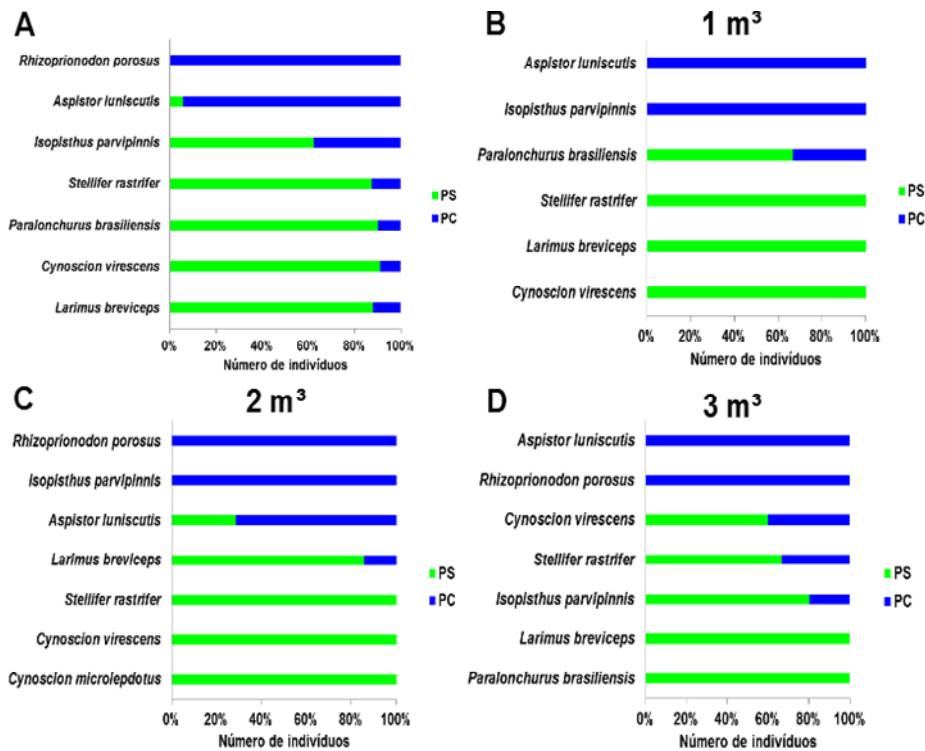 A
Rhizoprionodon porosus
Aspistor luniscutis
Isopisthus parvipinnis
Stellifer rastrifer
Paralonchurus brasiliensis
Cynoscion virescens
Larimus breviceps
0% 20% 40% 60% 80% 100%
Número de indivíduos
PS
PC
B
1 m³
Aspistor luniscutis
Isopisthus parvipinnis
Paralonchurus brasiliensis
Stellifer rastrifer
Larimus breviceps
Cynoscion virescens
0% 20% 40% 60% 80% 100%
Número de indivíduos
PS
PC
C
2 m³
Rhizoprionodon porosus
Isopisthus parvipinnis
Aspistor luniscutis
Larimus breviceps
Stellifer rastrifer
Cynoscion virescens
Cynoscion microlepdotus
0% 20% 40% 60% 80% 100%
Número de indivíduos
PS
PC
D
3 m³
Aspistor luniscutis
Rhizoprionodon porosus
Cynoscion virescens
Stellifer rastrifer
Isopisthus parvipinnis
Larimus breviceps
Paralonchurus brasiliensis
0% 20% 40% 60% 80% 100%
Número de indivíduos
PS
PC